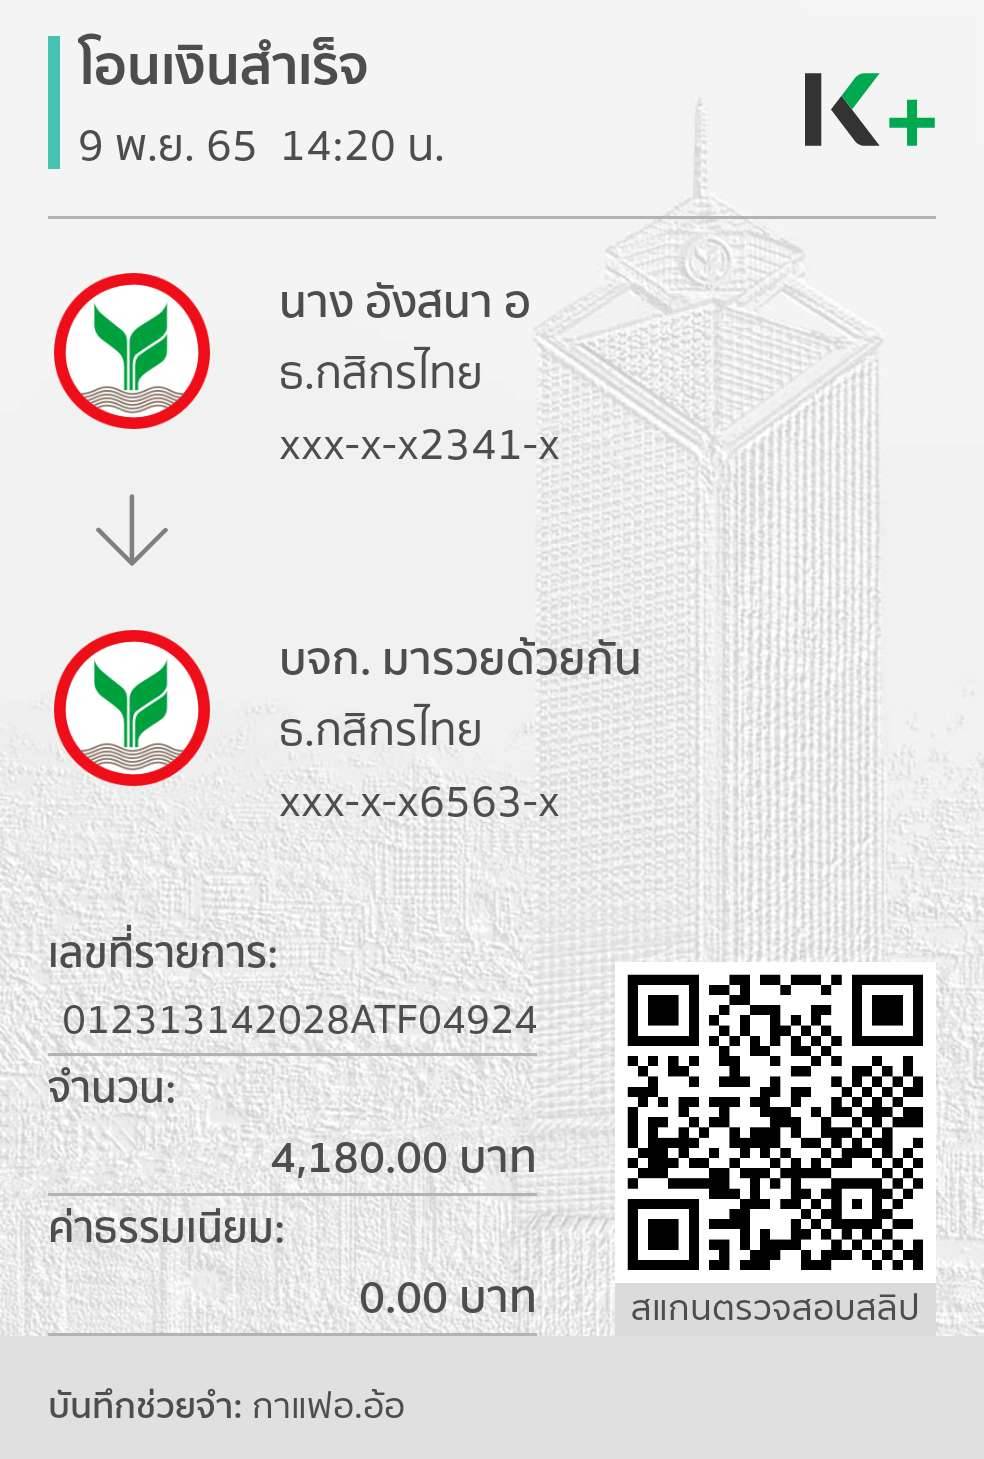 โอนเงินสำเร็จ
9 พ.ย. 65 14:20 น.
K+
นาง อังสนา อ
ธ.กสิกรไทย
xxx-x-x2341-x
บจก. มารวยด้วยกัน
ธ.กสิกรไทย
xxx-x-x6563-x
เลขที่รายการ:
012313142028ATF04924
จำนวน:
4,180.00 บาท
ค่าธรรมเนียม:
0.00 บาท
สแกนตรวจสอบสลิป
บันทึกช่วยจำ: กาแฟอ.อ้อ